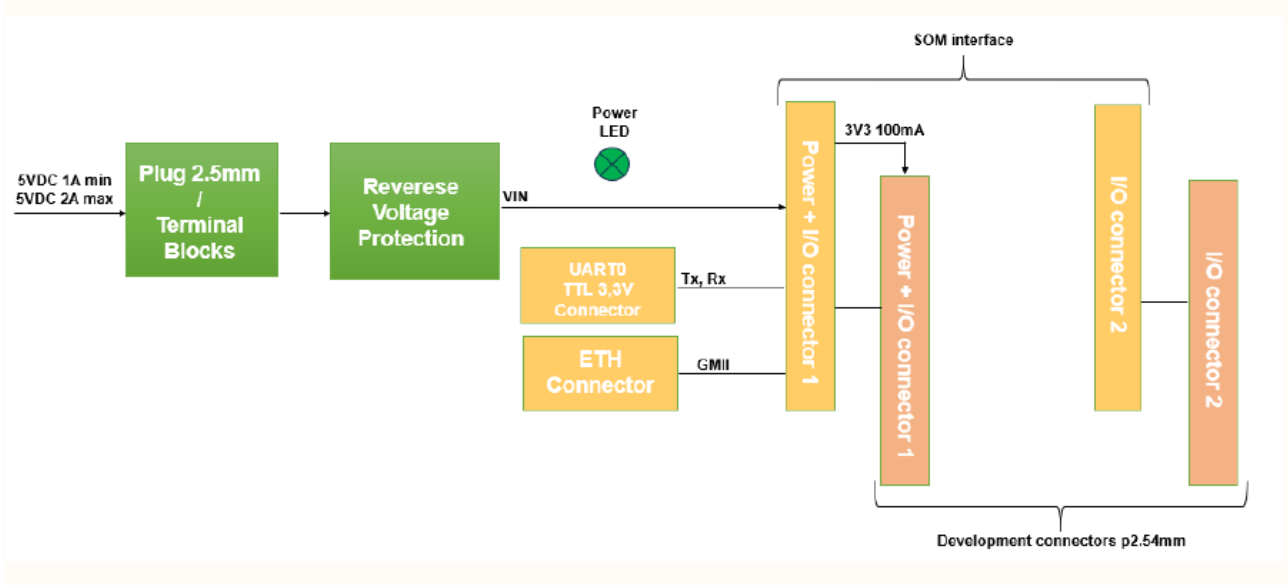 SOM interface
Power
LED
3V3 100mA
5VDC 1A min
5VDC 2A max
Plug 2.5mm
/
Terminal
Blocks
Reverese
Voltage
Protection
VIN
Power + I/O connector 1
Power + I/O connector 1
I/O connector 2
I/O connector 2
UART0
TTL 3,3V
Connector
Tx, Rx
ETH
Connector
GMII
Development connectors p2.54mm